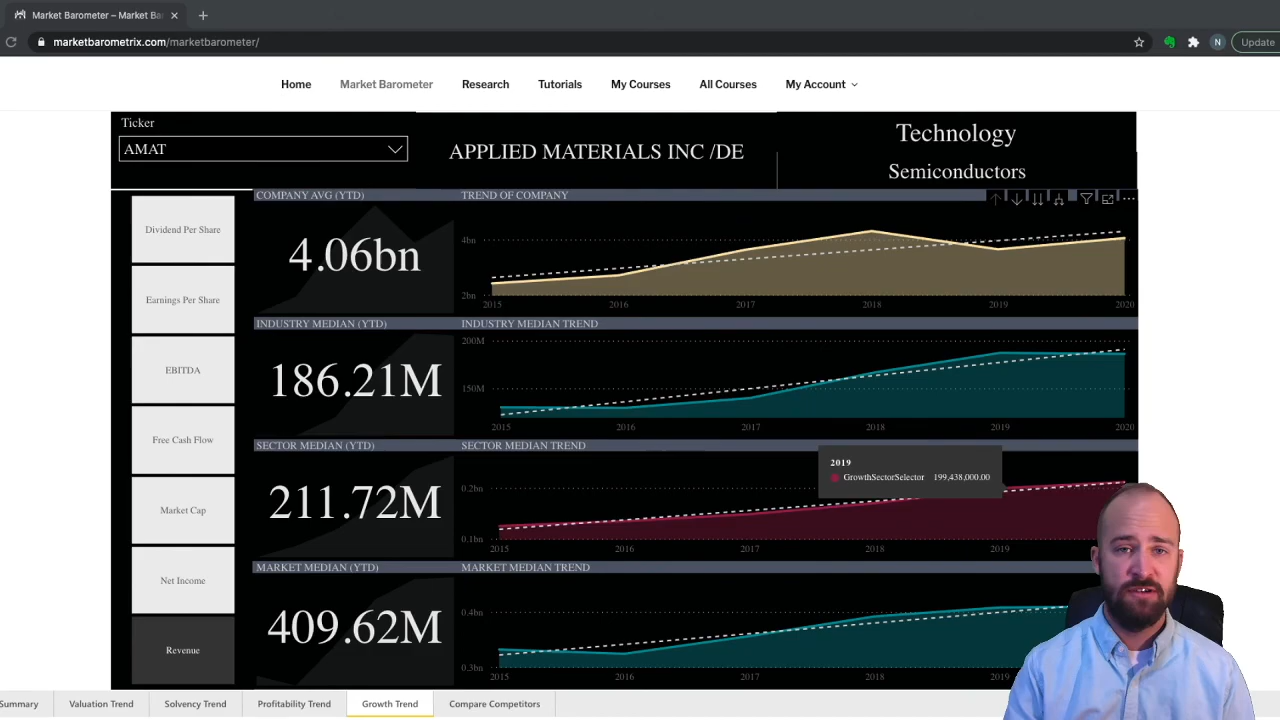 Market Barometer – Market Ba
marketbarometrix.com/marketbarometer/
N
Update
Home Market Barometer Research Tutorials My Courses All Courses My Account
Ticker
AMAT
APPLIED MATERIALS INC /DE
Technology
Semiconductors
Dividend Per Share
Earnings Per Share
EBITDA
Free Cash Flow
Market Cap
Net Income
Revenue
COMPANY AVG (YTD)
4.06bn
TREND OF COMPANY
4bn
2bn
2015 2016 2017 2018 2019 2020
INDUSTRY MEDIAN (YTD)
186.21M
INDUSTRY MEDIAN TREND
200M
150M
2015 2016 2017 2018 2019 2020
SECTOR MEDIAN (YTD)
211.72M
SECTOR MEDIAN TREND
2019
GrowthSectorSelector 199,438,000.00
0.2bn
0.1bn
2015 2016 2017 2018 2019
MARKET MEDIAN (YTD)
409.62M
MARKET MEDIAN TREND
0.4bn
0.3bn
2015 2016 2017 2018 2019
Summary Valuation Trend Solvency Trend Profitability Trend Growth Trend Compare Competitors